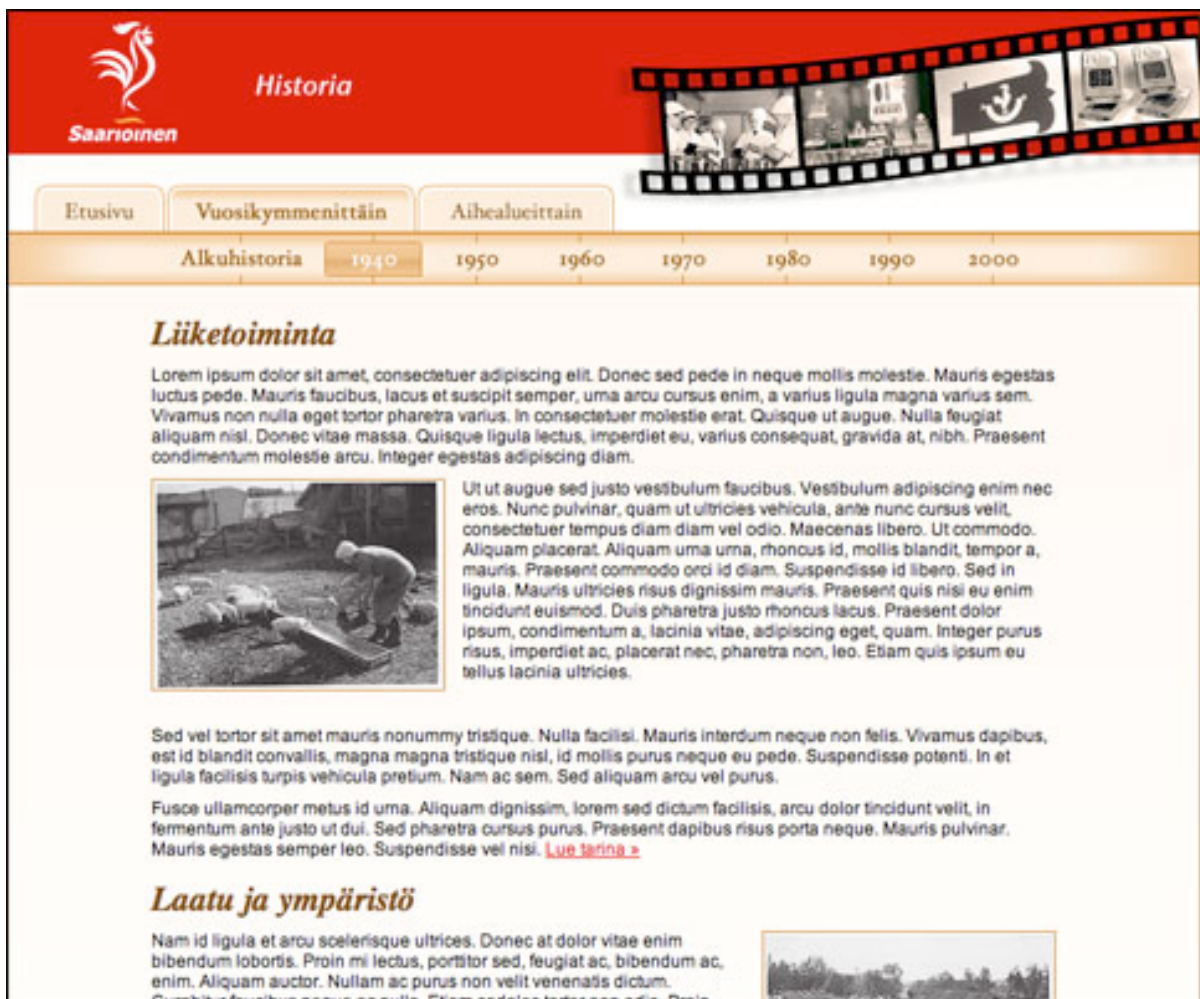 Historia
Saarioinen
Etusivu
Vuosikymmenittäin
Aihealueittain
Alkuhistoria 1940 1950 1960 1970 1980 1990 2000
Liiketoiminta
Lorem ipsum dolor sit amet, consectetuer adipiscing elit. Donec sed pede in neque mollis molestie. Mauris egestas
luctus pede. Mauris faucibus, lacus et suscipit semper, urna arcu cursus enim, a varius ligula magna varius sem.
Vivamus non nulla eget tortor pharetra varius. In consectetuer molestie erat. Quisque ut augue. Nulla feugiat
aliquam nisl. Donec vitae massa. Quisque ligula lectus, imperdiet eu, varius consequat, gravida at, nibh. Praesent
condimentum molestie arcu. Integer egestas adipiscing diam.
Ut ut augue sed justo vestibulum faucibus. Vestibulum adipiscing enim nec
eros. Nunc pulvinar, quam ut ultricies vehicula, ante nunc cursus velit,
consectetuer tempus diam diam vel odio. Maecenas libero. Ut commodo.
Aliquam placerat. Aliquam urna urna, rhoncus id, mollis blandit, tempor a,
mauris. Praesent commodo orci id diam. Suspendisse id libero. Sed in
ligula. Mauris ultricies risus dignissim mauris. Praesent quis nisi eu enim
tincidunt euismod. Duis pharetra justo rhoncus lacus. Praesent dolor
ipsum, condimentum a, lacinia vitae, adipiscing eget, quam. Integer purus
risus, imperdiet ac, placerat nec, pharetra non, leo. Etiam quis ipsum eu
tellus lacinia ultricies.
Sed vel tortor sit amet mauris nonummy tristique. Nulla facilisi. Mauris interdum neque non felis. Vivamus dapibus,
est id blandit convallis, magna magna tristique nisl, id mollis purus neque eu pede. Suspendisse potenti. In et
ligula facilisis turpis vehicula pretium. Nam ac sem. Sed aliquam arcu vel purus.
Fusce ullamcorper metus id urna. Aliquam dignissim, lorem sed dictum facilisis, arcu dolor tincidunt velit, in
fermentum ante justo ut dui. Sed pharetra cursus purus. Praesent dapibus risus porta neque. Mauris pulvinar.
Mauris egestas semper leo. Suspendisse vel nisi. Lue tarina »
Laatu ja ympäristö
Nam id ligula et arcu scelerisque ultrices. Donec at dolor vitae enim
bibendum lobortis. Proin mi lectus, porttitor sed, feugiat ac, bibendum ac,
enim. Aliquam auctor. Nullam ac purus non velit venenatis dictum.